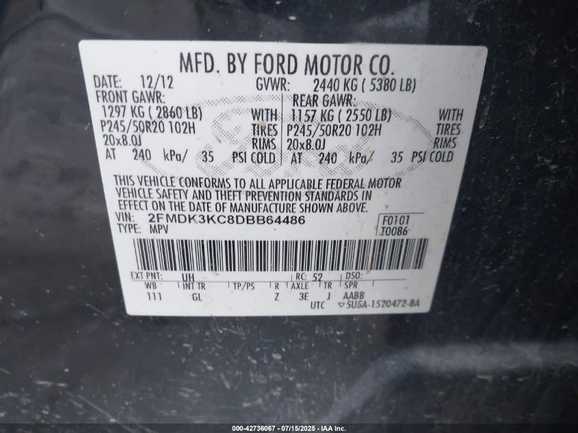 MFD. BY FORD MOTOR CO.
DATE: 12/12 GVWR: 2440 KG ( 5380 LB)
FRONT GAWR: REAR GAWR:
1297 KG ( 2860 LB) WITH 1157 KG ( 2550 LB) WITH
P245/50R20 102H TIRES P245/50R20 102H TIRES
20x8.0J RIMS 20x8.0J RIMS
AT 240 kPa/ 35 PSI COLD AT 240 kPa/ 35 PSI COLD
THIS VEHICLE CONFORMS TO ALL APPLICABLE FEDERAL MOTOR
VEHICLE SAFETY AND THEFT PREVENTION STANDARDS IN
EFFECT ON THE DATE OF MANUFACTURE SHOWN ABOVE.
VIN: 2FMDK3KC8DBB64486 F0101
TYPE: MPV T0086
EXT PNT: UH RC: 52 DSO:
WB INT TR TP/PS R AXLE TR SPR
111 GL Z 3E J AABB
UTC 5U5A-1520472-BA
000-42736067 / 07/15/2025 - IAA Inc.